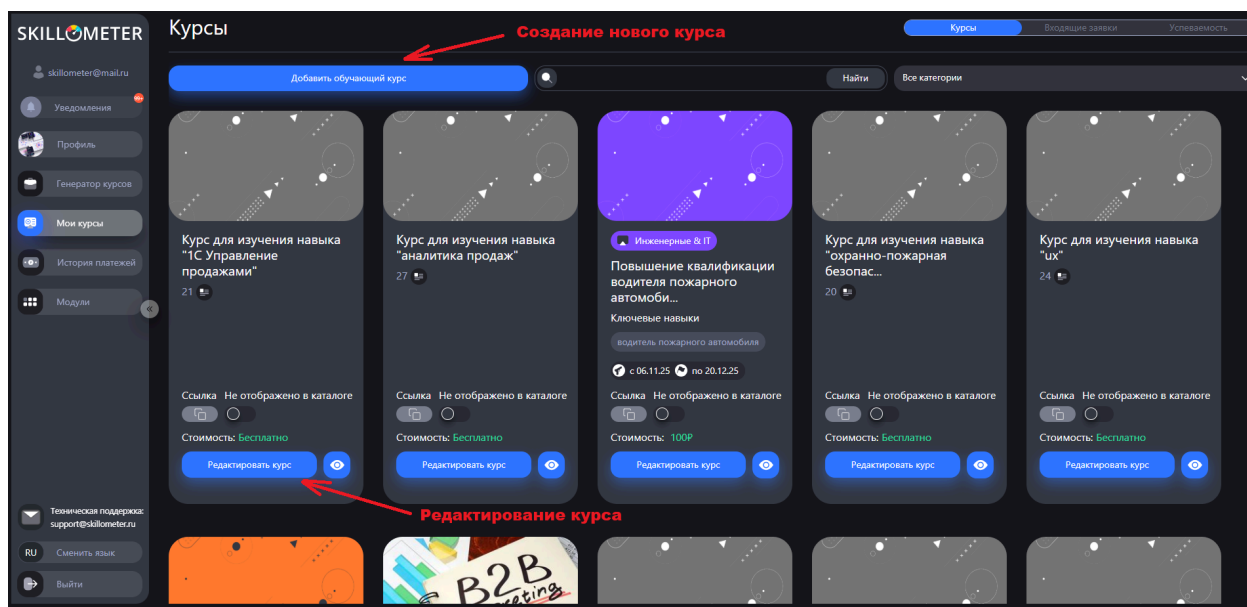 SKILLOMETER
skillometer@mail.ru
Уведомления
99+
Профиль
Генератор курсов
Мои курсы
История платежей
Модули
Техническая поддержка:
support@skillometer.ru
RU Сменить язык
Выйти
Курсы
Создание нового курса
Курсы Входящие заявки Успеваемость
Добавить обучающий курс
Найти
Все категории
Курс для изучения навыка
"1С Управление
продажами"
21
Ссылка Не отображено в каталоге
Стоимость: Бесплатно
Редактировать курс
Курс для изучения навыка
"аналитика продаж"
27
Ссылка Не отображено в каталоге
Стоимость: Бесплатно
Редактировать курс
Инженерные & IT
Повышение квалификации
водителя пожарного
автомоби...
Ключевые навыки
водитель пожарного автомобиля
с 06.11.25 по 20.12.25
Ссылка Не отображено в каталоге
Стоимость: 100₽
Редактировать курс
Курс для изучения навыка
"охранно-пожарная
безопас...
20
Ссылка Не отображено в каталоге
Стоимость: Бесплатно
Редактировать курс
Курс для изучения навыка
"ux"
24
Ссылка Не отображено в каталоге
Стоимость: Бесплатно
Редактировать курс
Редактирование курса
B2B